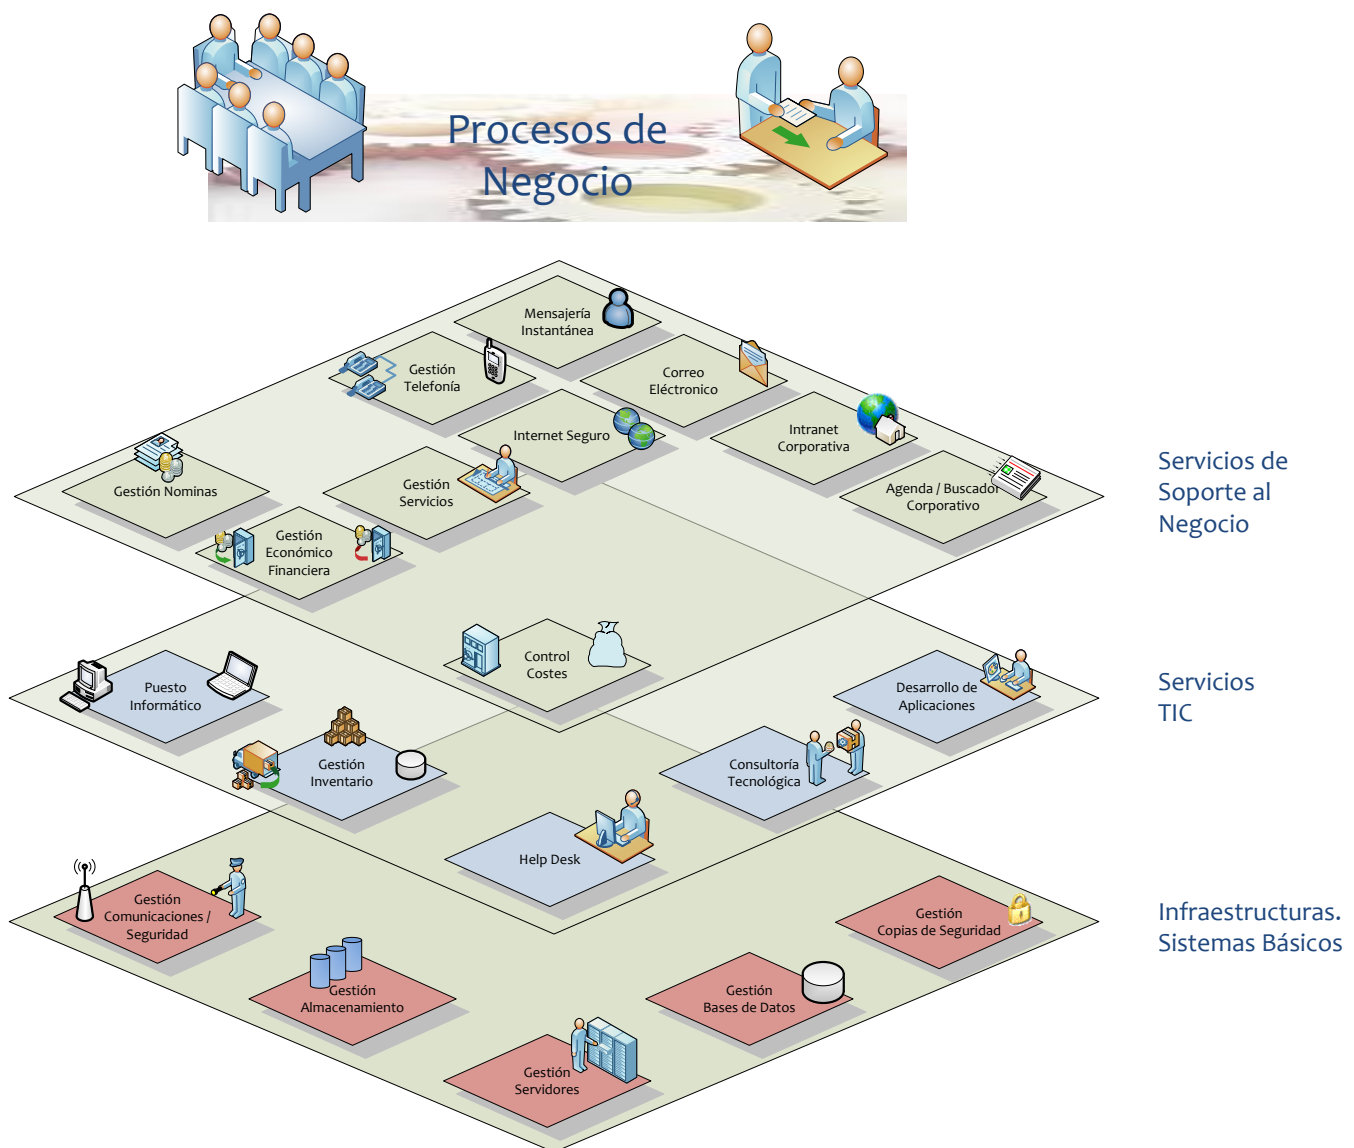 Procesos de
Negocio
Mensajería
Instantánea
Gestión
Telefonía
Correo
Eléctronico
Internet Seguro
Intranet
Corporativa
Gestión Nominas
Gestión
Servicios
Agenda / Buscador
Corporativo
Gestión
Económico
Financiera
Servicios de
Soporte al
Negocio
Control
Costes
Puesto
Informático
Desarrollo de
Aplicaciones
Gestión
Inventario
Consultoría
Tecnológica
Help Desk
Servicios
TIC
Gestión
Comunicaciones /
Seguridad
Gestión
Copias de Seguridad
Gestión
Almacenamiento
Gestión
Bases de Datos
Gestión
Servidores
Infraestructuras.
Sistemas Básicos